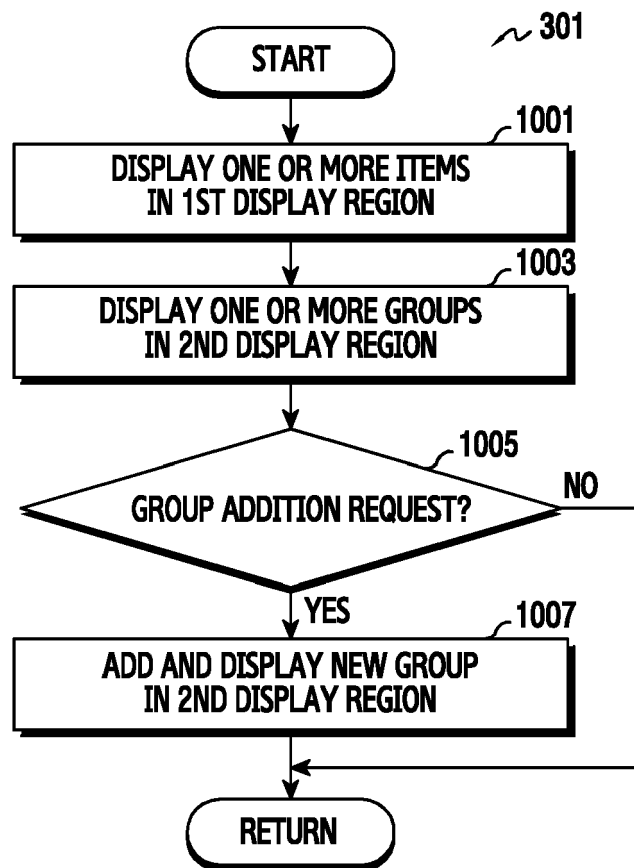 301
START
1001
DISPLAY ONE OR MORE ITEMS
IN 1ST DISPLAY REGION
1003
DISPLAY ONE OR MORE GROUPS
IN 2ND DISPLAY REGION
1005
GROUP ADDITION REQUEST?
NO
YES
1007
ADD AND DISPLAY NEW GROUP
IN 2ND DISPLAY REGION
RETURN